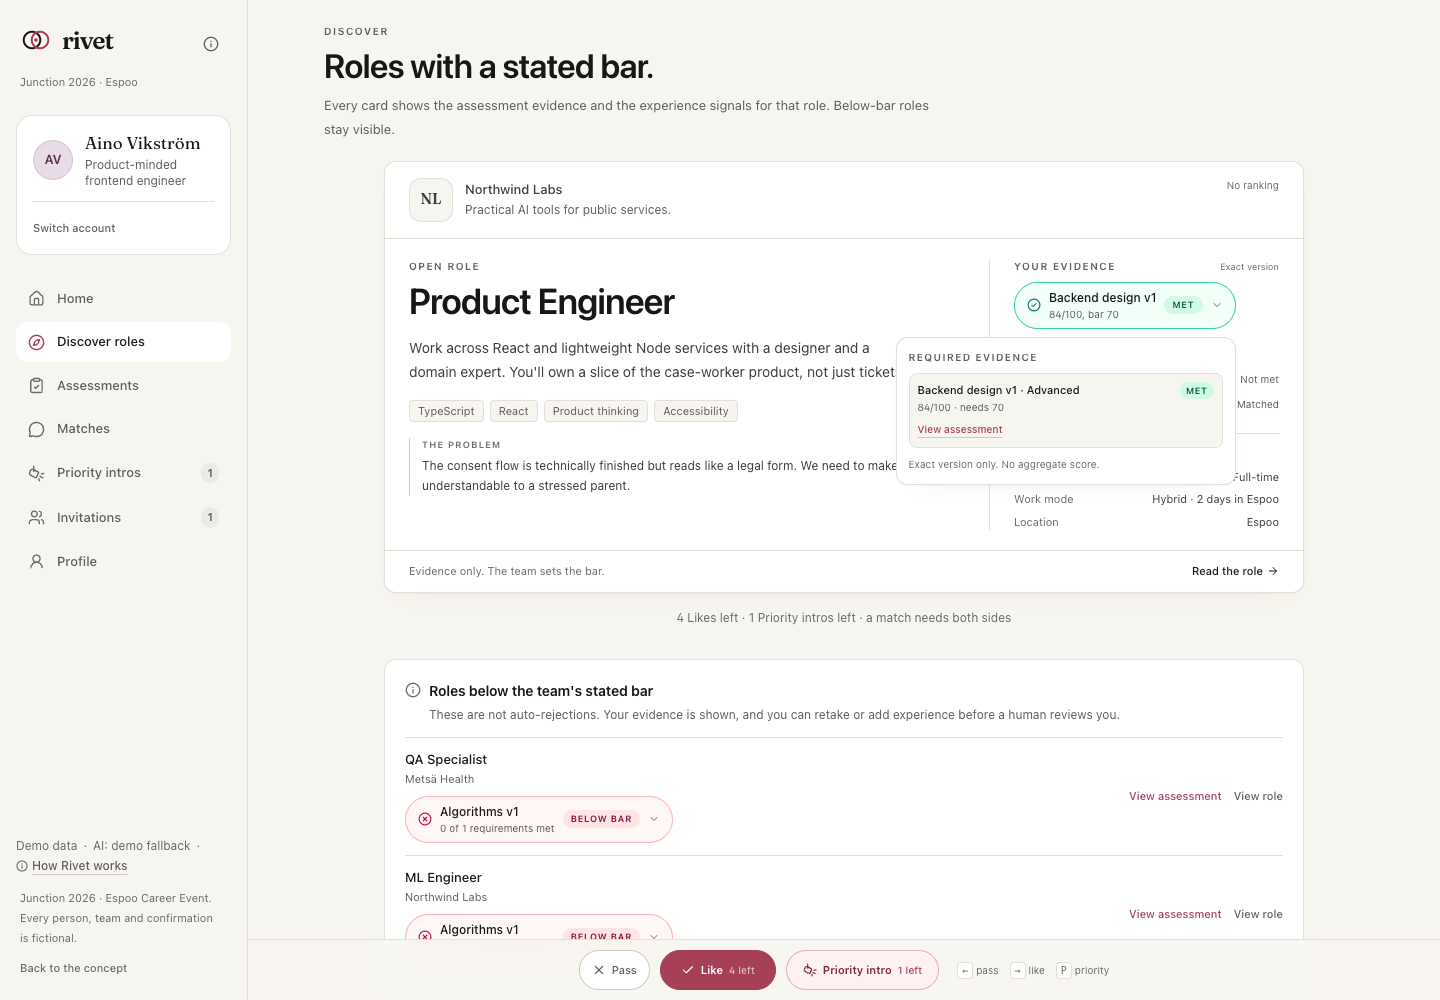 rivet
Junction 2026 · Espoo
AV
Aino Vikström
Product-minded
frontend engineer
Switch account
Home
Discover roles
Assessments
Matches
Priority intros 1
Invitations 1
Profile
Demo data · AI: demo fallback ·
How Rivet works
Junction 2026 · Espoo Career Event.
Every person, team and confirmation
is fictional.
Back to the concept
DISCOVER
Roles with a stated bar.
Every card shows the assessment evidence and the experience signals for that role. Below-bar roles
stay visible.
NL
Northwind Labs
Practical AI tools for public services.
No ranking
OPEN ROLE
Product Engineer
Work across React and lightweight Node services with a designer and a
domain expert. You'll own a slice of the case-worker product, not just ticket
TypeScript
React
Product thinking
Accessibility
THE PROBLEM
The consent flow is technically finished but reads like a legal form. We need to make
understandable to a stressed parent.
YOUR EVIDENCE
Exact version
Backend design v1
84/100, bar 70
MET
REQUIRED EVIDENCE
Backend design v1 · Advanced
MET
84/100 · needs 70
View assessment
Exact version only. No aggregate score.
Not met
Matched
Full-time
Work mode Hybrid · 2 days in Espoo
Location Espoo
Evidence only. The team sets the bar.
Read the role →
4 Likes left · 1 Priority intros left · a match needs both sides
Roles below the team's stated bar
These are not auto-rejections. Your evidence is shown, and you can retake or add experience before a human reviews you.
QA Specialist
Metsä Health
Algorithms v1
0 of 1 requirements met
BELOW BAR
View assessment View role
ML Engineer
Northwind Labs
Algorithms v1
BELOW BAR
View assessment View role
Pass
Like 4 left
Priority intro 1 left
← pass
→ like
P priority